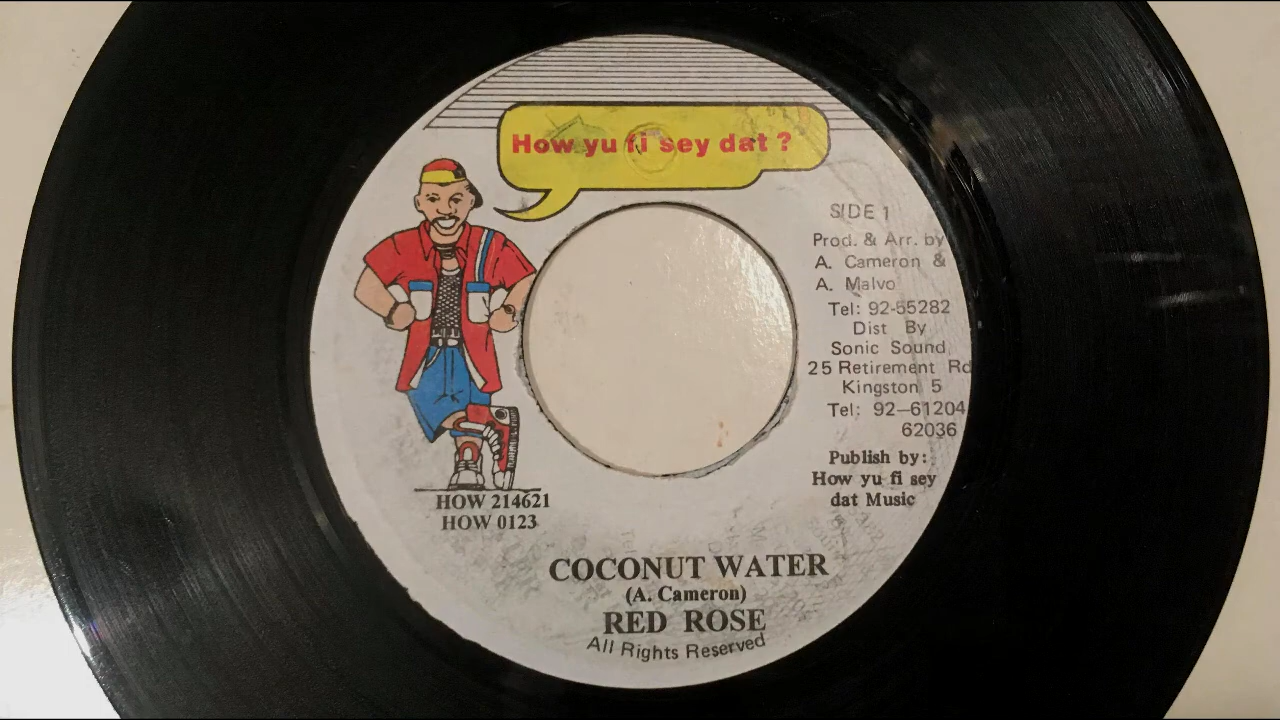 How yu fi sey dat ?
SIDE 1
Prod. & Arr. by
A. Cameron &
A. Malvo
Tel: 92-55282
Dist By
Sonic Sound
25 Retirement Rd
Kingston 5
Tel: 92-61204
62036
Publish by:
How yu fi sey
dat Music
HOW 214621
HOW 0123
COCONUT WATER
(A. Cameron)
RED ROSE
All Rights Reserved